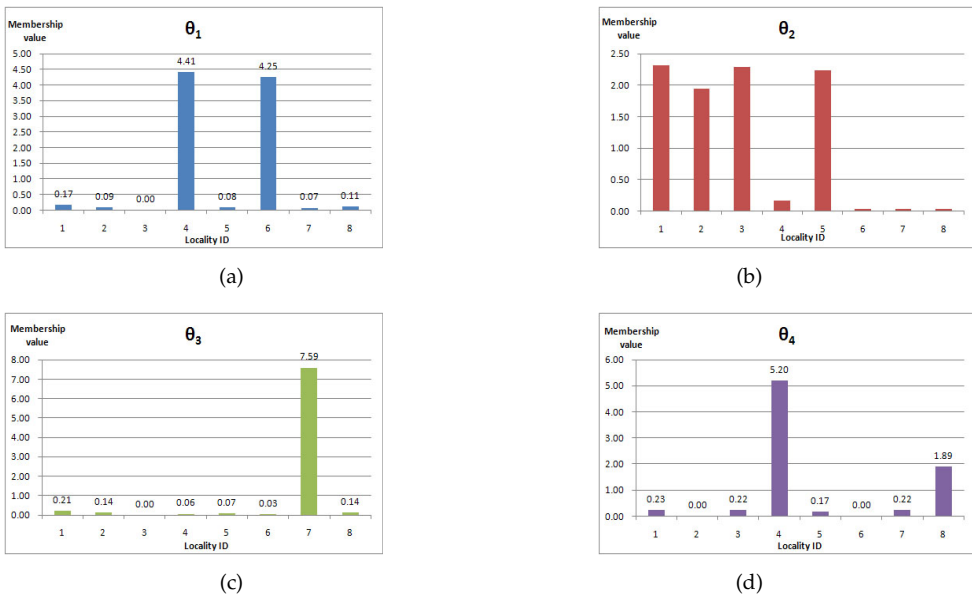 Membership
value
θ1
5.00
4.50
4.00
3.50
3.00
2.50
2.00
1.50
1.00
0.50
0.00
0.17 0.09 0.00 4.41 0.08 4.25 0.07 0.11
1 2 3 4 5 6 7 8
Locality ID
(a)
Membership
value
θ2
2.50
2.00
1.50
1.00
0.50
0.00
1 2 3 4 5 6 7 8
Locality ID
(b)
Membership
value
θ3
8.00
7.00
6.00
5.00
4.00
3.00
2.00
1.00
0.00
0.21 0.14 0.00 0.06 0.07 0.03 7.59 0.14
1 2 3 4 5 6 7 8
Locality ID
(c)
Membership
value
θ4
6.00
5.00
4.00
3.00
2.00
1.00
0.00
0.23 0.00 0.22 5.20 0.17 0.00 0.22 1.89
1 2 3 4 5 6 7 8
Locality ID
(d)